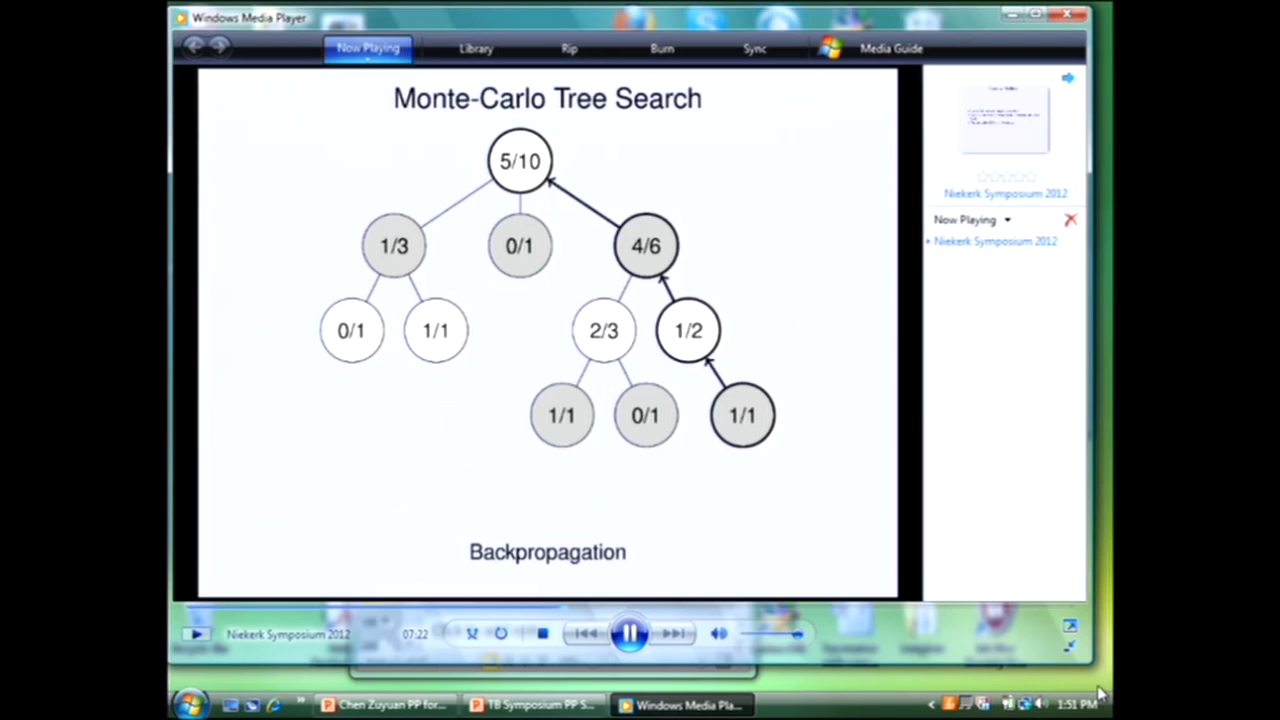 Windows Media Player
Now Playing Library Rip Burn Sync Media Guide
Monte-Carlo Tree Search
5/10
1/3 0/1 4/6
0/1 1/1 2/3 1/2
1/1 0/1 1/1
Backpropagation
Niekerk Symposium 2012
Now Playing
Niekerk Symposium 2012
Niekerk Symposium 2012 07:22
Chen Zuyuan PP for... TB Symposium PP S... Windows Media Pla... 1:51 PM